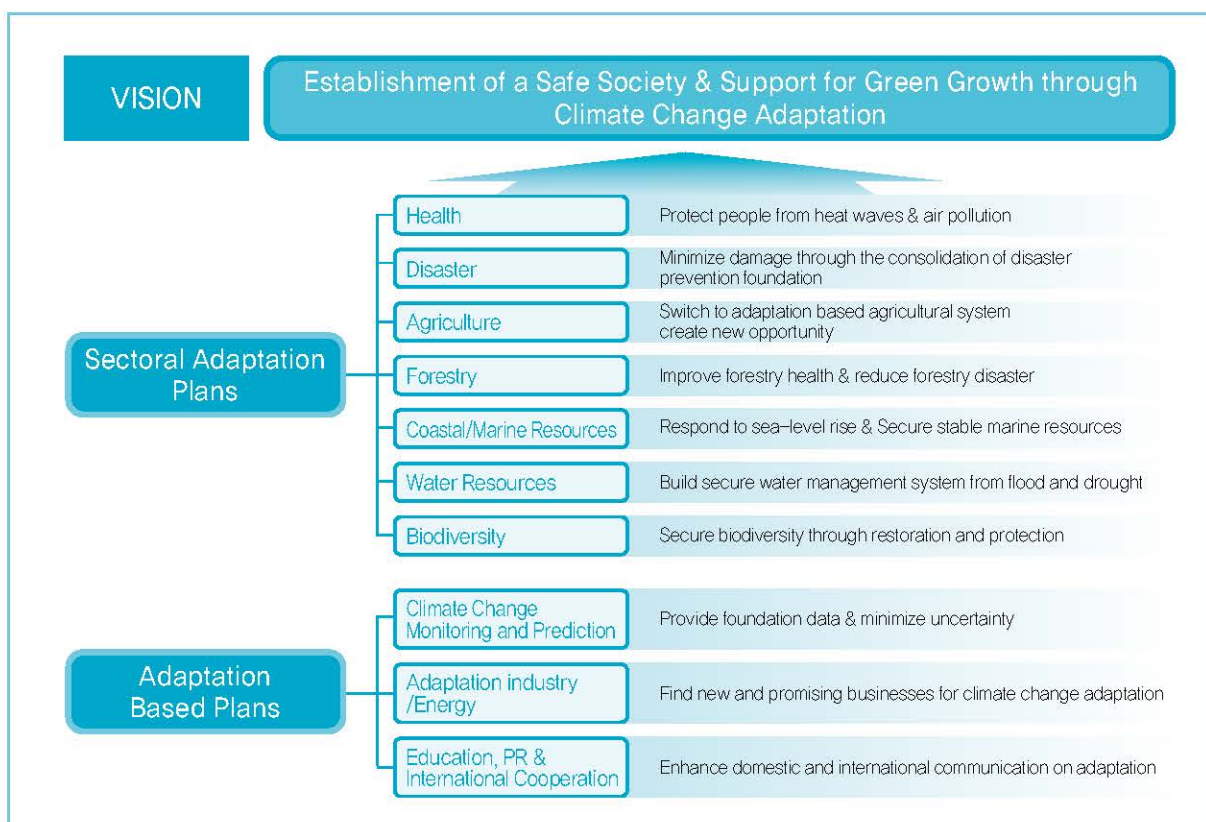 VISION
Establishment of a Safe Society & Support for Green Growth through
Climate Change Adaptation
Sectoral Adaptation
Plans
Health
Protect people from heat waves & air pollution
Disaster
Minimize damage through the consolidation of disaster
prevention foundation
Agriculture
Switch to adaptation based agricultural system
create new opportunity
Forestry
Improve forestry health & reduce forestry disaster
Coastal/Marine Resources
Respond to sea-level rise & Secure stable marine resources
Water Resources
Build secure water management system from flood and drought
Biodiversity
Secure biodiversity through restoration and protection
Adaptation
Based Plans
Climate Change
Monitoring and Prediction
Provide foundation data & minimize uncertainty
Adaptation industry
/Energy
Find new and promising businesses for climate change adaptation
Education, PR &
International Cooperation
Enhance domestic and international communication on adaptation